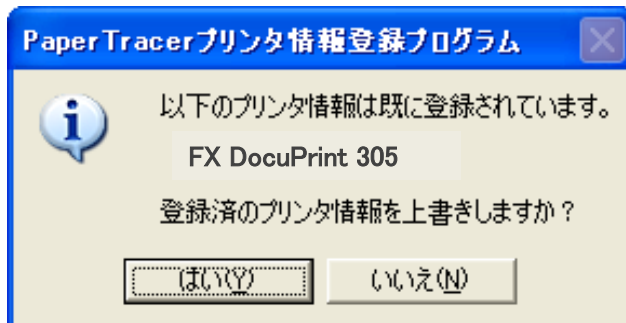 PaperTracerプリンタ情報登録プログラム
以下のプリンタ情報は既に登録されています。
FX DocuPrint 305
登録済のプリンタ情報を上書きしますか？
はい(Y) いいえ(N)